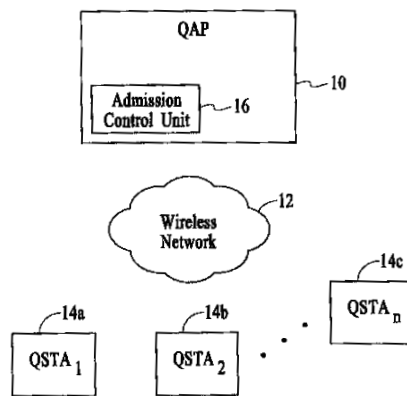 QAP
Admission
Control Unit
16
10
12
Wireless
Network
14a
14b
14c
QSTA 1
QSTA 2
QSTA n